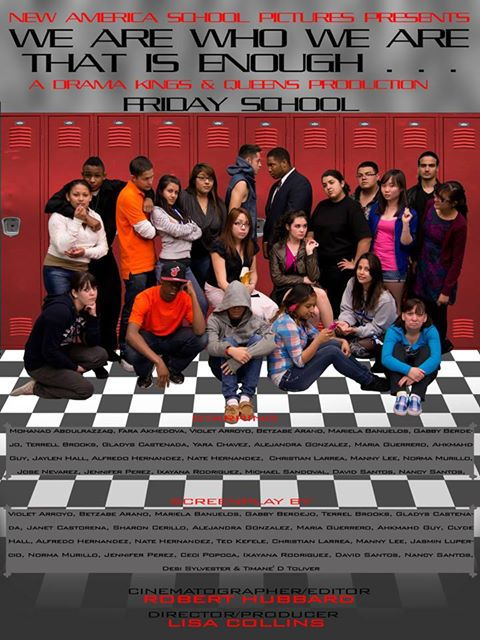 NEW AMERICA SCHOOL PICTURES PRESENTS
WE ARE WHO WE ARE
THAT IS ENOUGH . . .
A DRAMA KINGS & QUEENS PRODUCTION
FRIDAY SCHOOL
Mohanad Abdulrazzaq, Fara Akhedova, Violet Arroyo, Betzabe Arano, Mariela Banuelos, Gabby Berde-
jo, Terrell Brooks, Gladys Castenada, Yara Chavez, Alejandra Gonzalez, Maria Guerrero, Ahkmahd
Guy, Jaylen Hall, Alfredo Hernandez, Nate Hernandez, Christian Larrea, Manny Lee, Norma Murillo,
Jose Nevarez, Jennifer Perez, Ixayana Rodriguez, Michael Sandoval, David Santos, Nancy Santos,
SCREENPLAY BY
Violet Arroyo, Betzabe Arano, Mariela Banuelos, Gabby Berdejo, Terrel Brooks, Gladys Castena-
da, Janet Castorena, Sharon Cerillo, Alejandra Gonzalez, Maria Guerrero, Ahkmahd Guy, Clyde
Hall, Alfredo Hernandez, Nate Hernandez, Ted Kefele, Christian Larrea, Manny Lee, Jasmin Luper-
cio, Norma Murillo, Jennifer Perez, Gedi Popoca, Ixayana Rodriguez, David Santos, Nancy Santos,
Desi Sylvester & Timane' D Toliver
CINEMATOGRAPHER/EDITOR
ROBERT HUBBARD
DIRECTOR/PRODUCER
LISA COLLINS